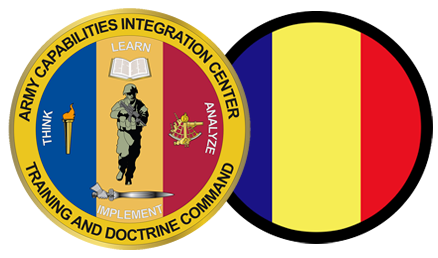 ARMY CAPABILITIES INTEGRATION CENTER
LEARN
THINK
ANALYZE
IMPLEMENT
TRAINING AND DOCTRINE COMMAND